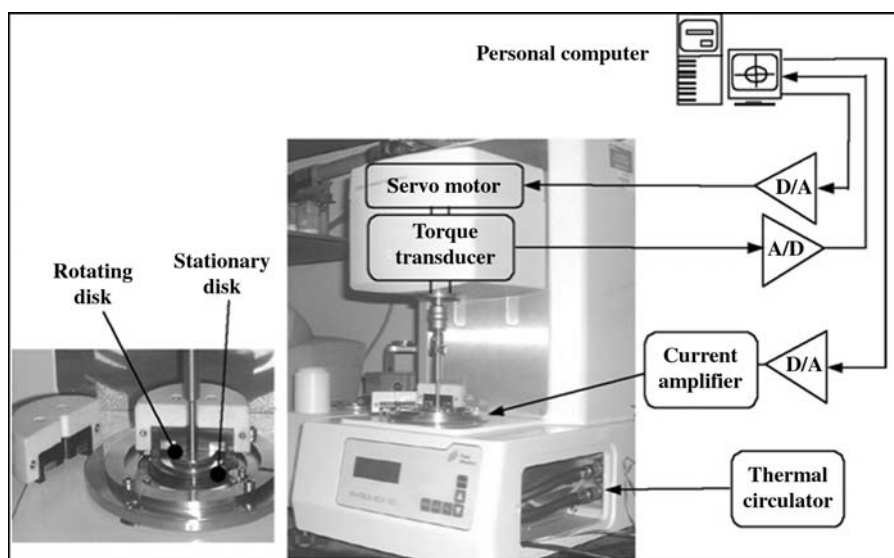 Personal computer
Servo motor
D/A
Torque
transducer
A/D
Rotating
disk
Stationary
disk
Current
amplifier
D/A
Thermal
circulator